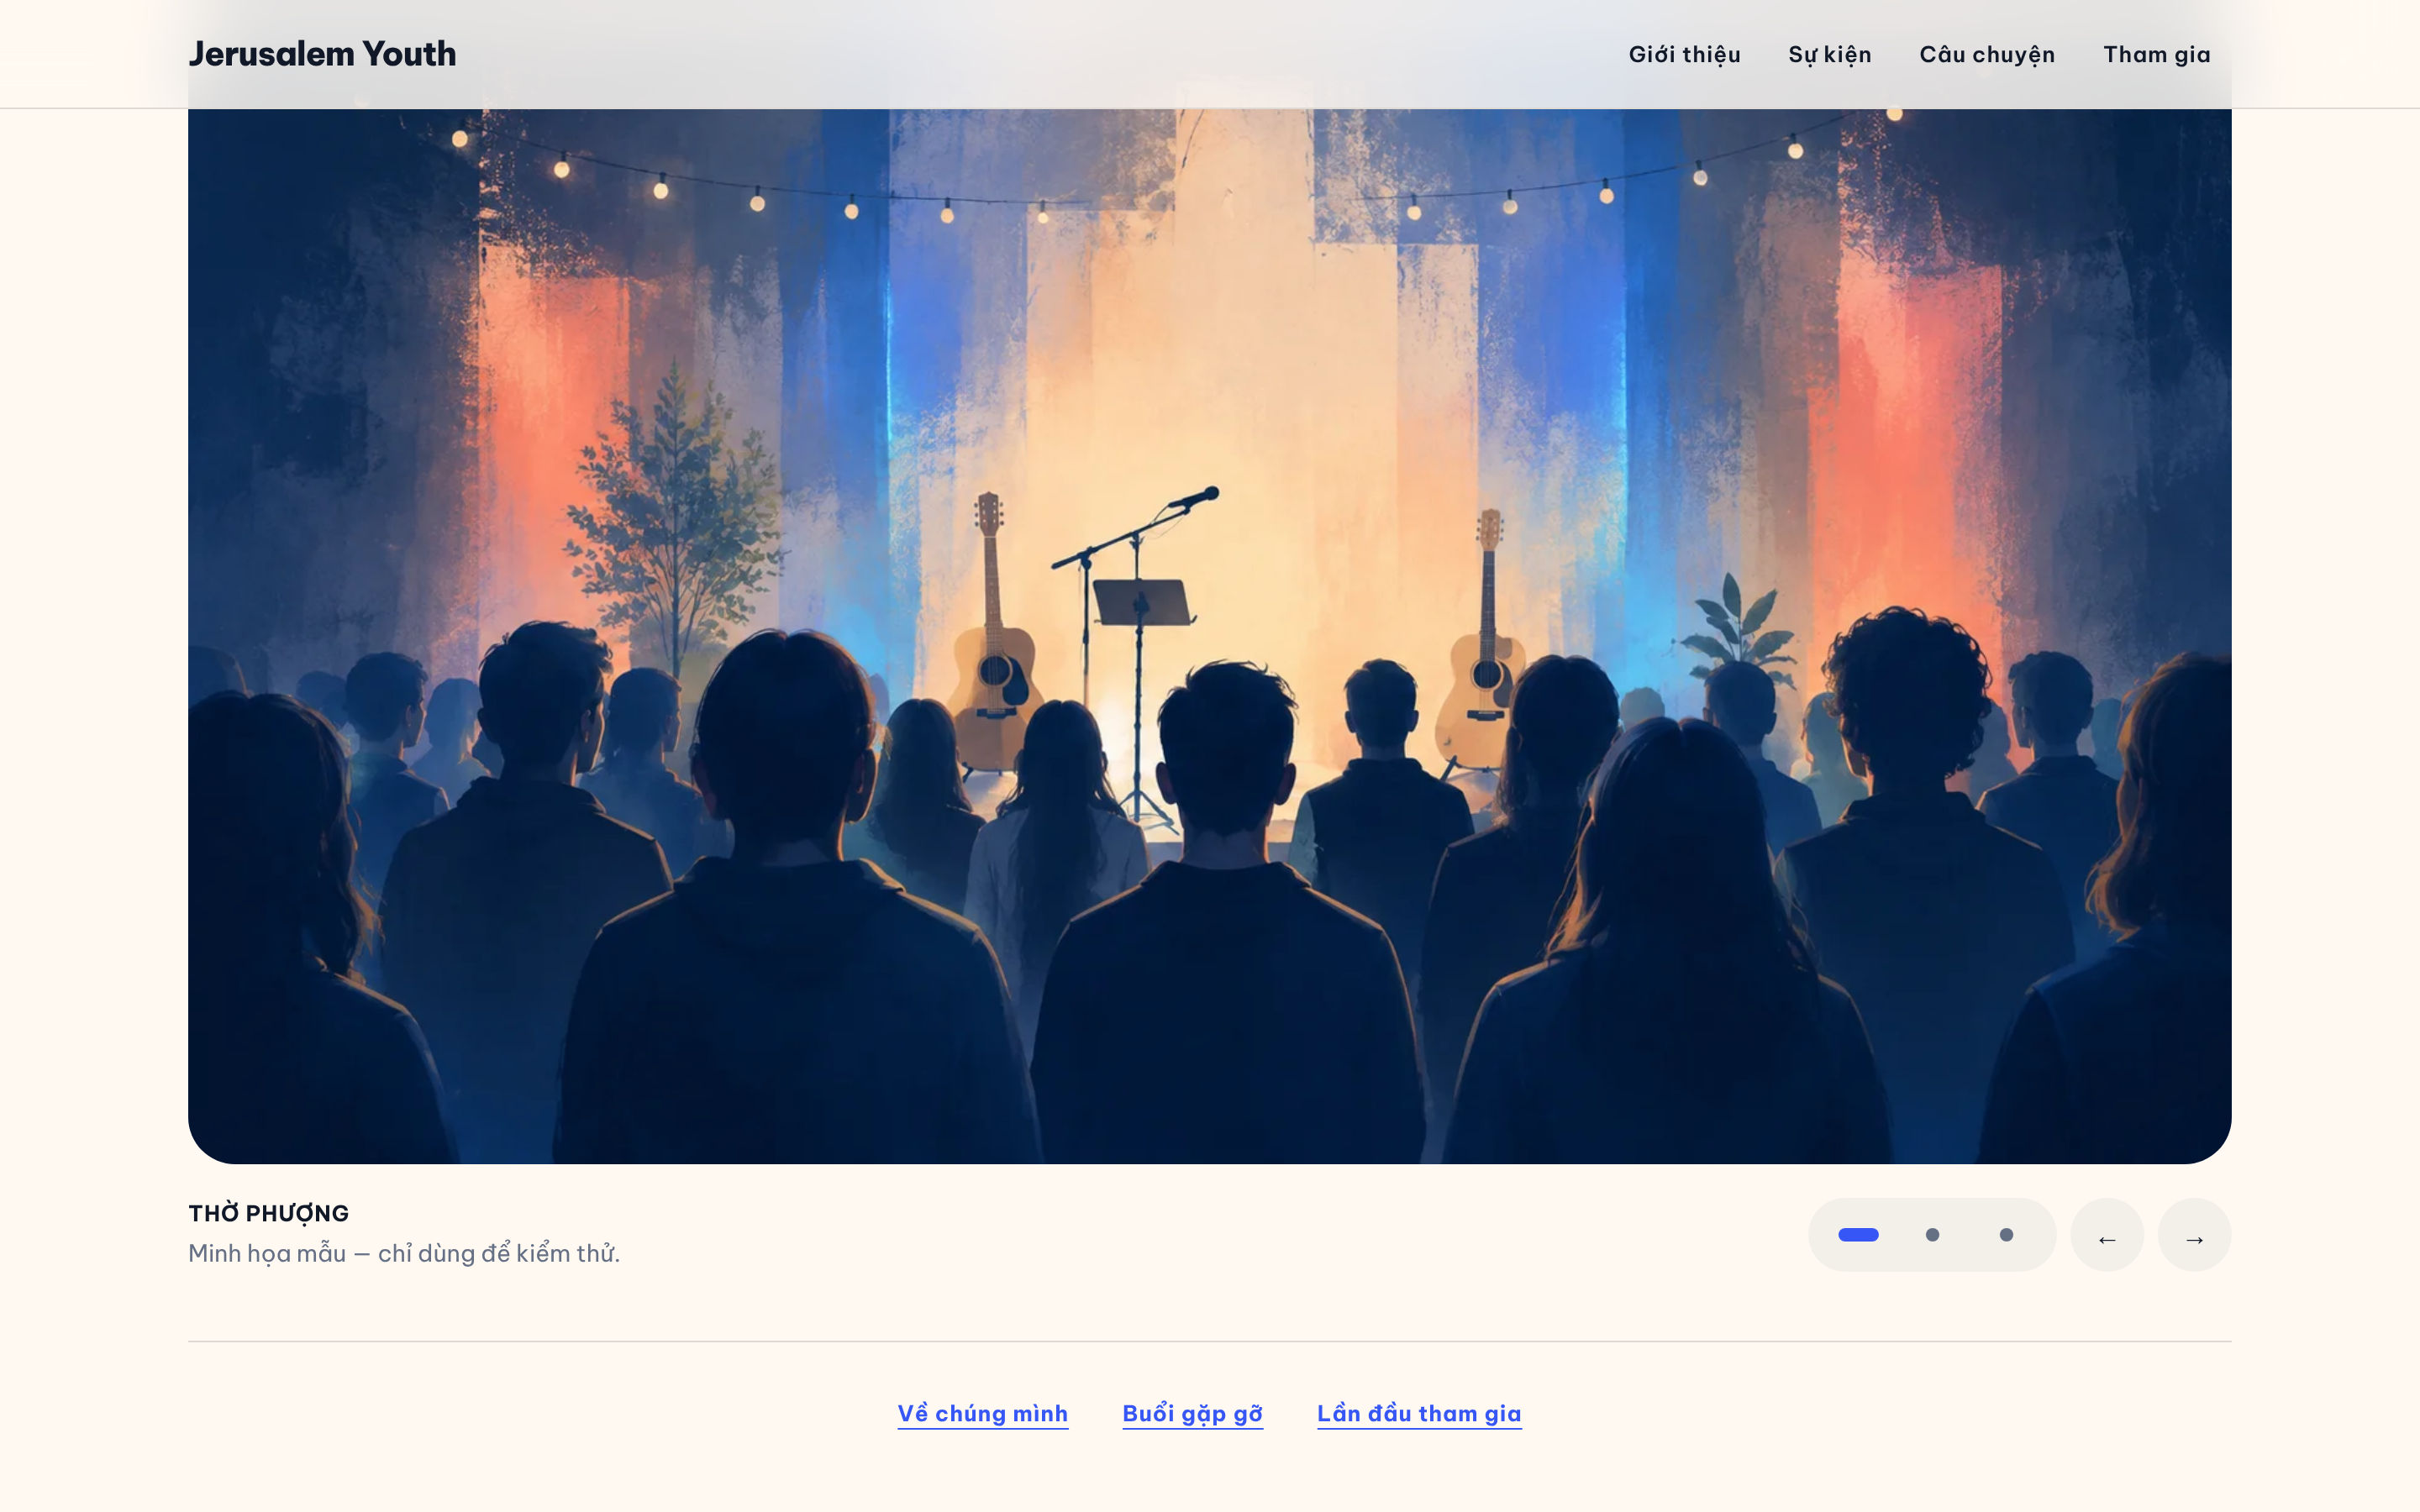 Jerusalem Youth
Giới thiệu Sự kiện Câu chuyện Tham gia
THỜ PHƯỢNG
Minh họa mẫu — chỉ dùng để kiểm thử.
← →
Về chúng mình Buổi gặp gỡ Lần đầu tham gia